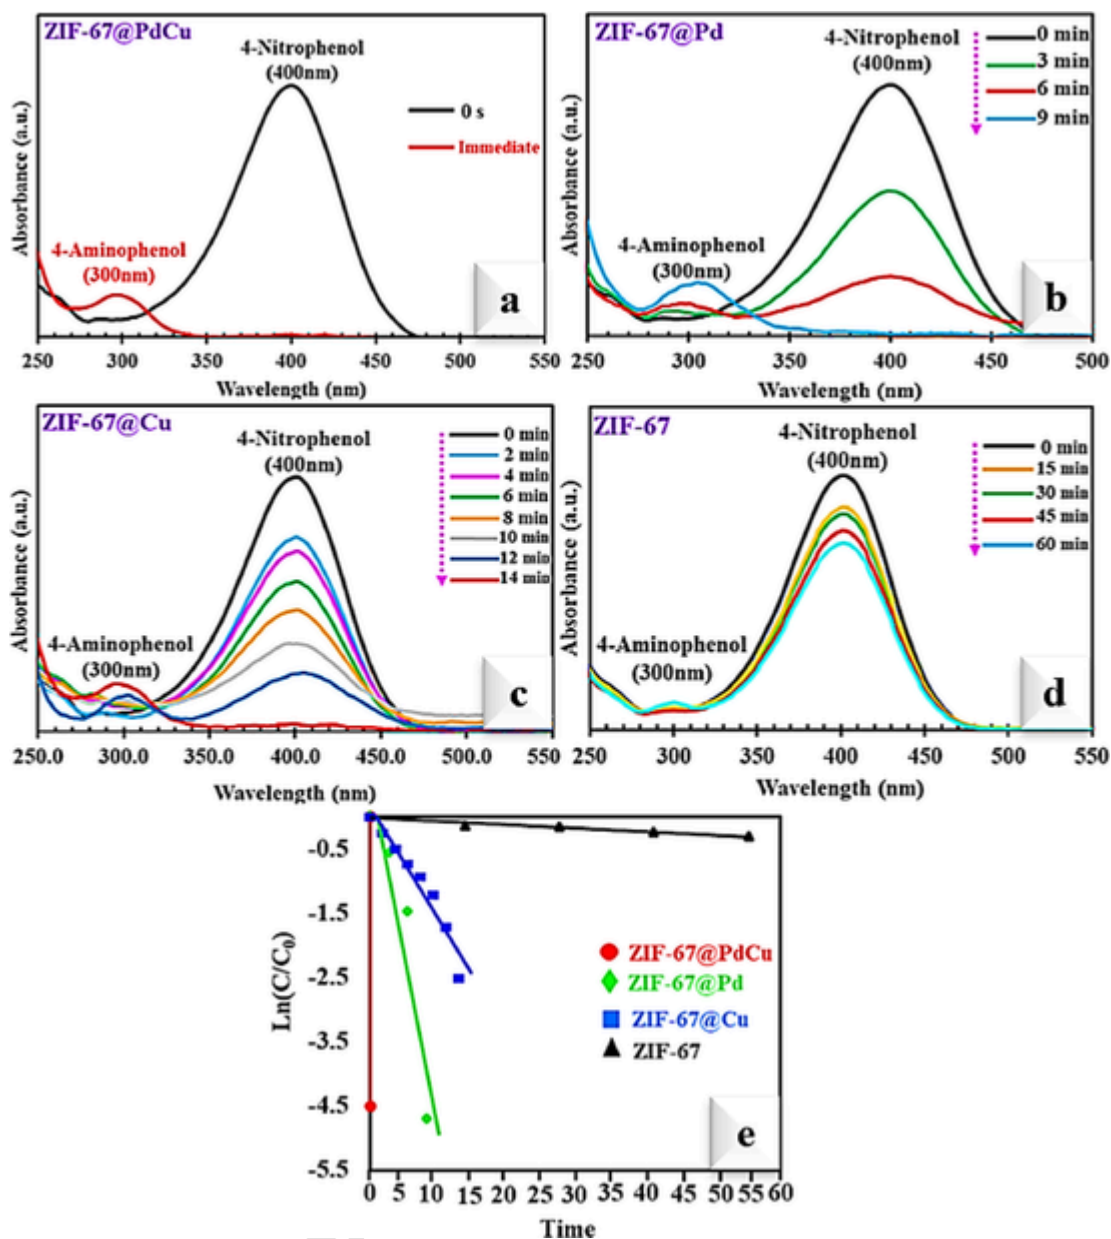 ZIF-67@PdCu
4-Nitrophenol
(400nm)
0 s
Immediate
4-Aminophenol
(300nm)
Absorbance (a.u.)
a
250 300 350 400 450 500 550
Wavelength (nm)
ZIF-67@Pd
4-Nitrophenol
(400nm)
0 min
3 min
6 min
9 min
4-Aminophenol
(300nm)
Absorbance (a.u.)
b
250 300 350 400 450 500
Wavelength (nm)
ZIF-67@Cu
4-Nitrophenol
(400nm)
0 min
2 min
4 min
6 min
8 min
10 min
12 min
14 min
4-Aminophenol
(300nm)
Absorbance (a.u.)
c
250.0 300.0 350.0 400.0 450.0 500.0 550
Wavelength (nm)
ZIF-67
4-Nitrophenol
(400nm)
0 min
15 min
30 min
45 min
60 min
4-Aminophenol
(300nm)
Absorbance (a.u.)
d
250 300 350 400 450 500 550
Wavelength (nm)
-0.5
-1.5
-2.5
-3.5
-4.5
-5.5
Ln(C/C₀)
ZIF-67@PdCu
ZIF-67@Pd
ZIF-67@Cu
ZIF-67
e
0 5 10 15 20 25 30 35 40 45 50 55 60
Time